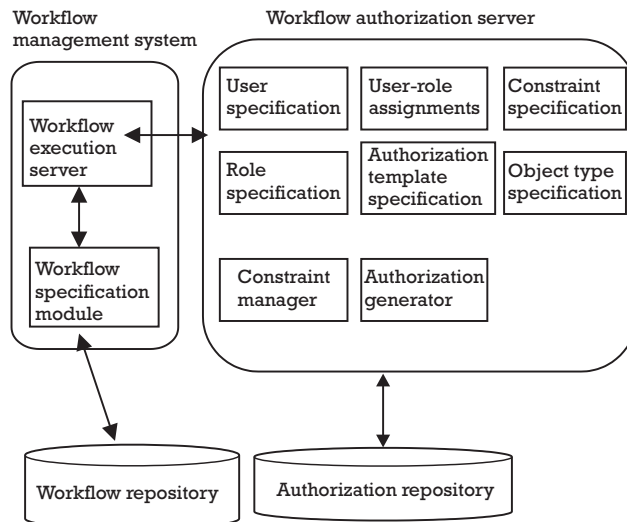 Workflow
management system
Workflow authorization server
Workflow
execution
server
Workflow
specification
module
User
specification
User-role
assignments
Constraint
specification
Role
specification
Authorization
template
specification
Object type
specification
Constraint
manager
Authorization
generator
Workflow repository
Authorization repository